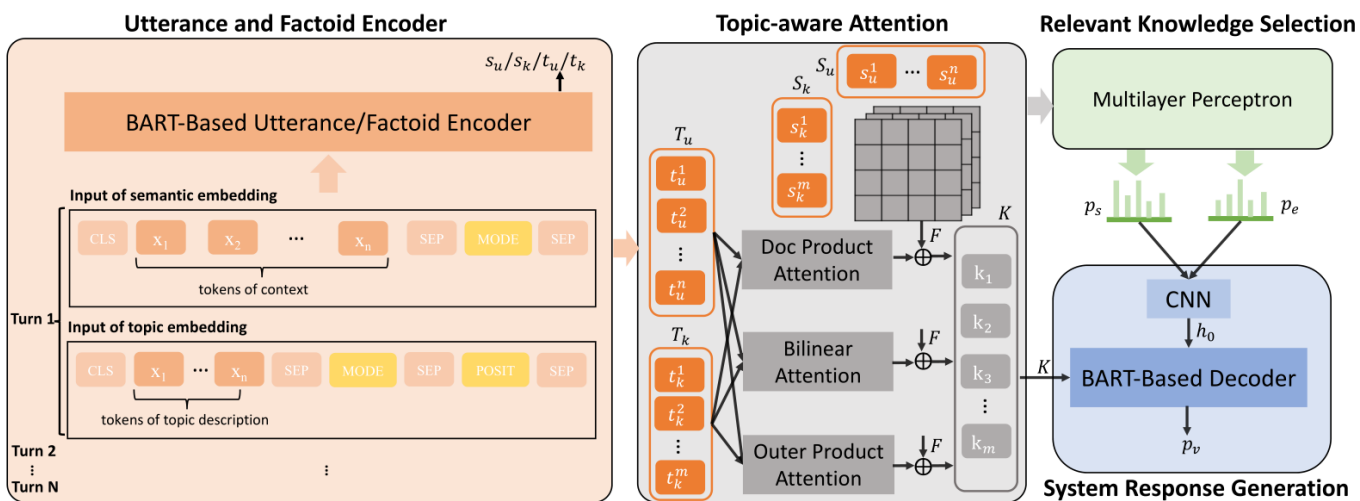 Utterance and Factoid Encoder
s_u/s_k/t_u/t_k
BART-Based Utterance/Factoid Encoder
Input of semantic embedding
CLS x_1 x_2 ... x_n SEP MODE SEP
tokens of context
Turn 1
Input of topic embedding
CLS x_1 ... x_n SEP MODE SEP POSIT SEP
tokens of topic description
Turn 2
⋮ ⋮
Turn N
Topic-aware Attention
S_u s_u^1 ... s_u^n
S_k
s_k^1
⋮
s_k^m
T_u
t_u^1
t_u^2
⋮
t_u^n
T_k
t_k^1
t_k^2
⋮
t_k^m
Doc Product
Attention
F
Bilinear
Attention
F
Outer Product
Attention
F
K
k_1
k_2
k_3
⋮
k_m
Relevant Knowledge Selection
Multilayer Perceptron
p_s p_e
CNN
h_0
K
BART-Based Decoder
p_v
System Response Generation